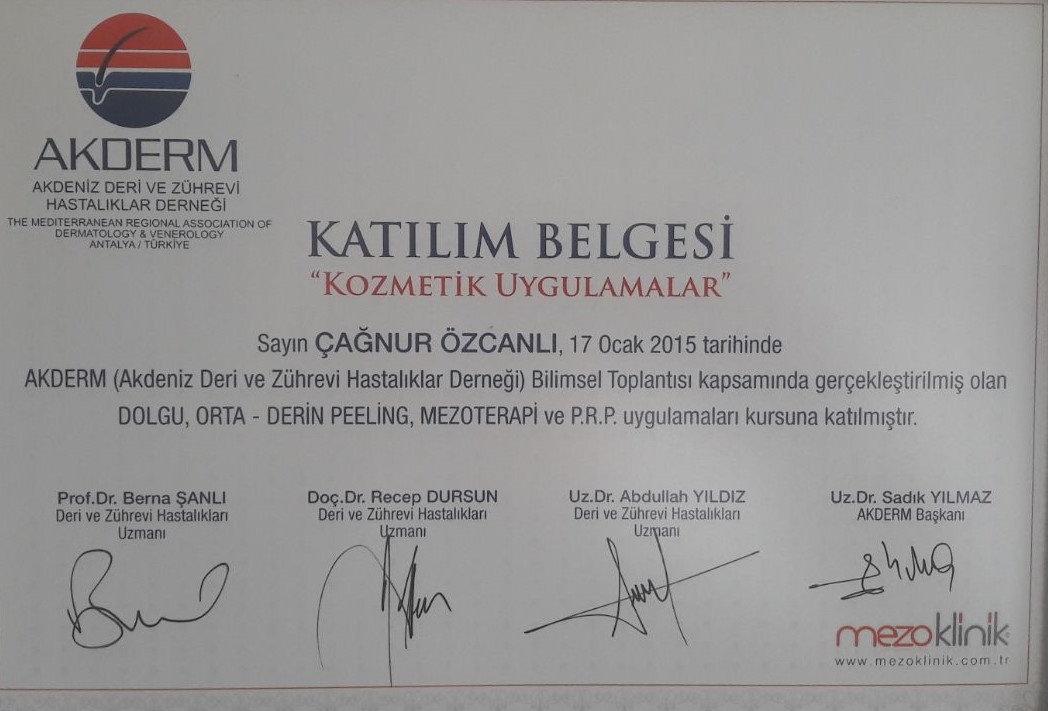 AKDERM
AKDENİZ DERİ VE ZÜHREVİ
HASTALIKLAR DERNEĞİ
THE MEDITERRANEAN REGIONAL ASSOCIATION OF
DERMATOLOGY & VENEROLOGY
ANTALYA / TÜRKİYE
KATILIM BELGESİ
“KOZMETİK UYGULAMALAR”
Sayın ÇAĞNUR ÖZCANLI, 17 Ocak 2015 tarihinde
AKDERM (Akdeniz Deri ve Zührevi Hastalıklar Derneği) Bilimsel Toplantısı kapsamında gerçekleştirilmiş olan
DOLGU, ORTA - DERİN PEELİNG, MEZOTERAPİ ve P.R.P. uygulamaları kursuna katılmıştır.
Prof.Dr. Berna ŞANLI
Deri ve Zührevi Hastalıkları
Uzmanı
Doç.Dr. Recep DURSUN
Deri ve Zührevi Hastalıkları
Uzmanı
Uz.Dr. Abdullah YILDIZ
Deri ve Zührevi Hastalıkları
Uzmanı
Uz.Dr. Sadık YILMAZ
AKDERM Başkanı
mezoklinik
www.mezoklinik.com.tr